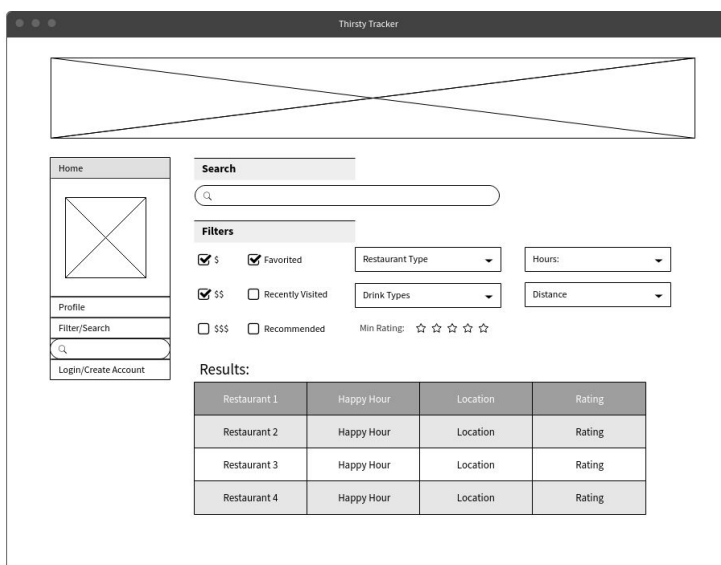 Thirsty Tracker
Home
Profile
Filter/Search
Login/Create Account
Search
Filters
$ Favorited Restaurant Type Hours:
$$ Recently Visited Drink Types Distance
$$$ Recommended Min Rating:
Results:
Restaurant 1 Happy Hour Location Rating
Restaurant 2 Happy Hour Location Rating
Restaurant 3 Happy Hour Location Rating
Restaurant 4 Happy Hour Location Rating